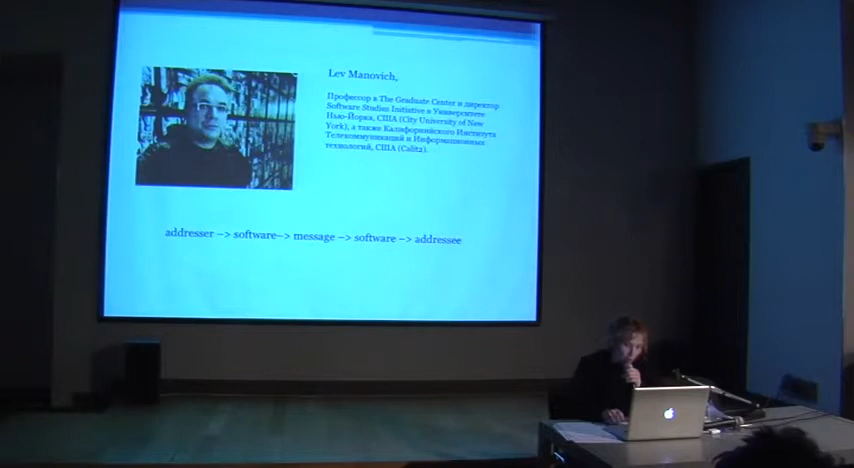 Lev Manovich,
Профессор в The Graduate Center и директор
Software Studies Initiative в Университете
Нью-Йорка, США (City University of New
York), а также Калифорнийского Института
Телекоммуникаций и Информационных
технологий, США (Calit2).
addresser —> software—> message —> software —> addressee